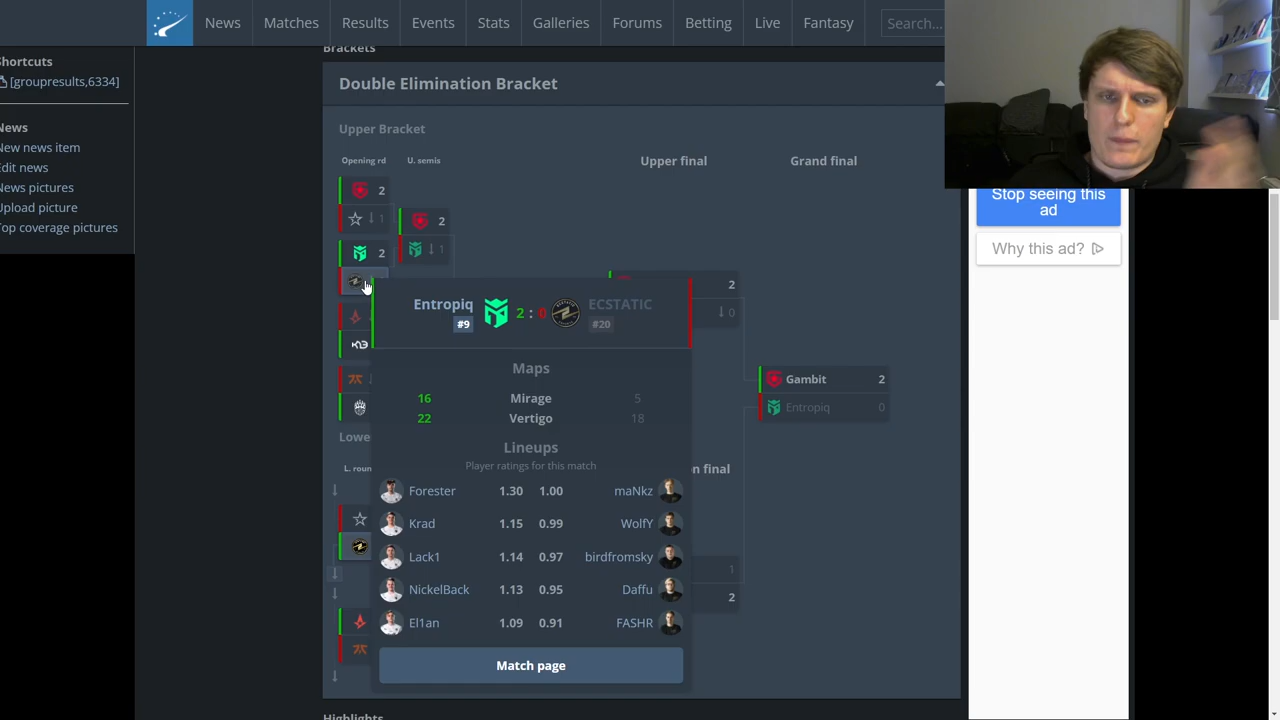 News
Matches
Results
Events
Stats
Galleries
Forums
Betting
Live
Fantasy
Search...
Shortcuts
[groupresults,6334]
News
New news item
Edit news
News pictures
Upload picture
Top coverage pictures
Brackets
Double Elimination Bracket
Upper Bracket
Opening rd
U. semis
Upper final
Grand final
2
↓ 1
2
2
↓ 1
2
↓ 0
Gambit 2
Entropiq 0
Lowe
L. roun
n final
1
2
Entropiq
#9
2 : 0
ECSTATIC
#20
Maps
16 Mirage 5
22 Vertigo 18
Lineups
Player ratings for this match
Forester 1.30 1.00 maNkz
Krad 1.15 0.99 WolfY
Lack1 1.14 0.97 birdfromsky
NickelBack 1.13 0.95 Daffu
El1an 1.09 0.91 FASHR
Match page
Highlights
Stop seeing this
ad
Why this ad?